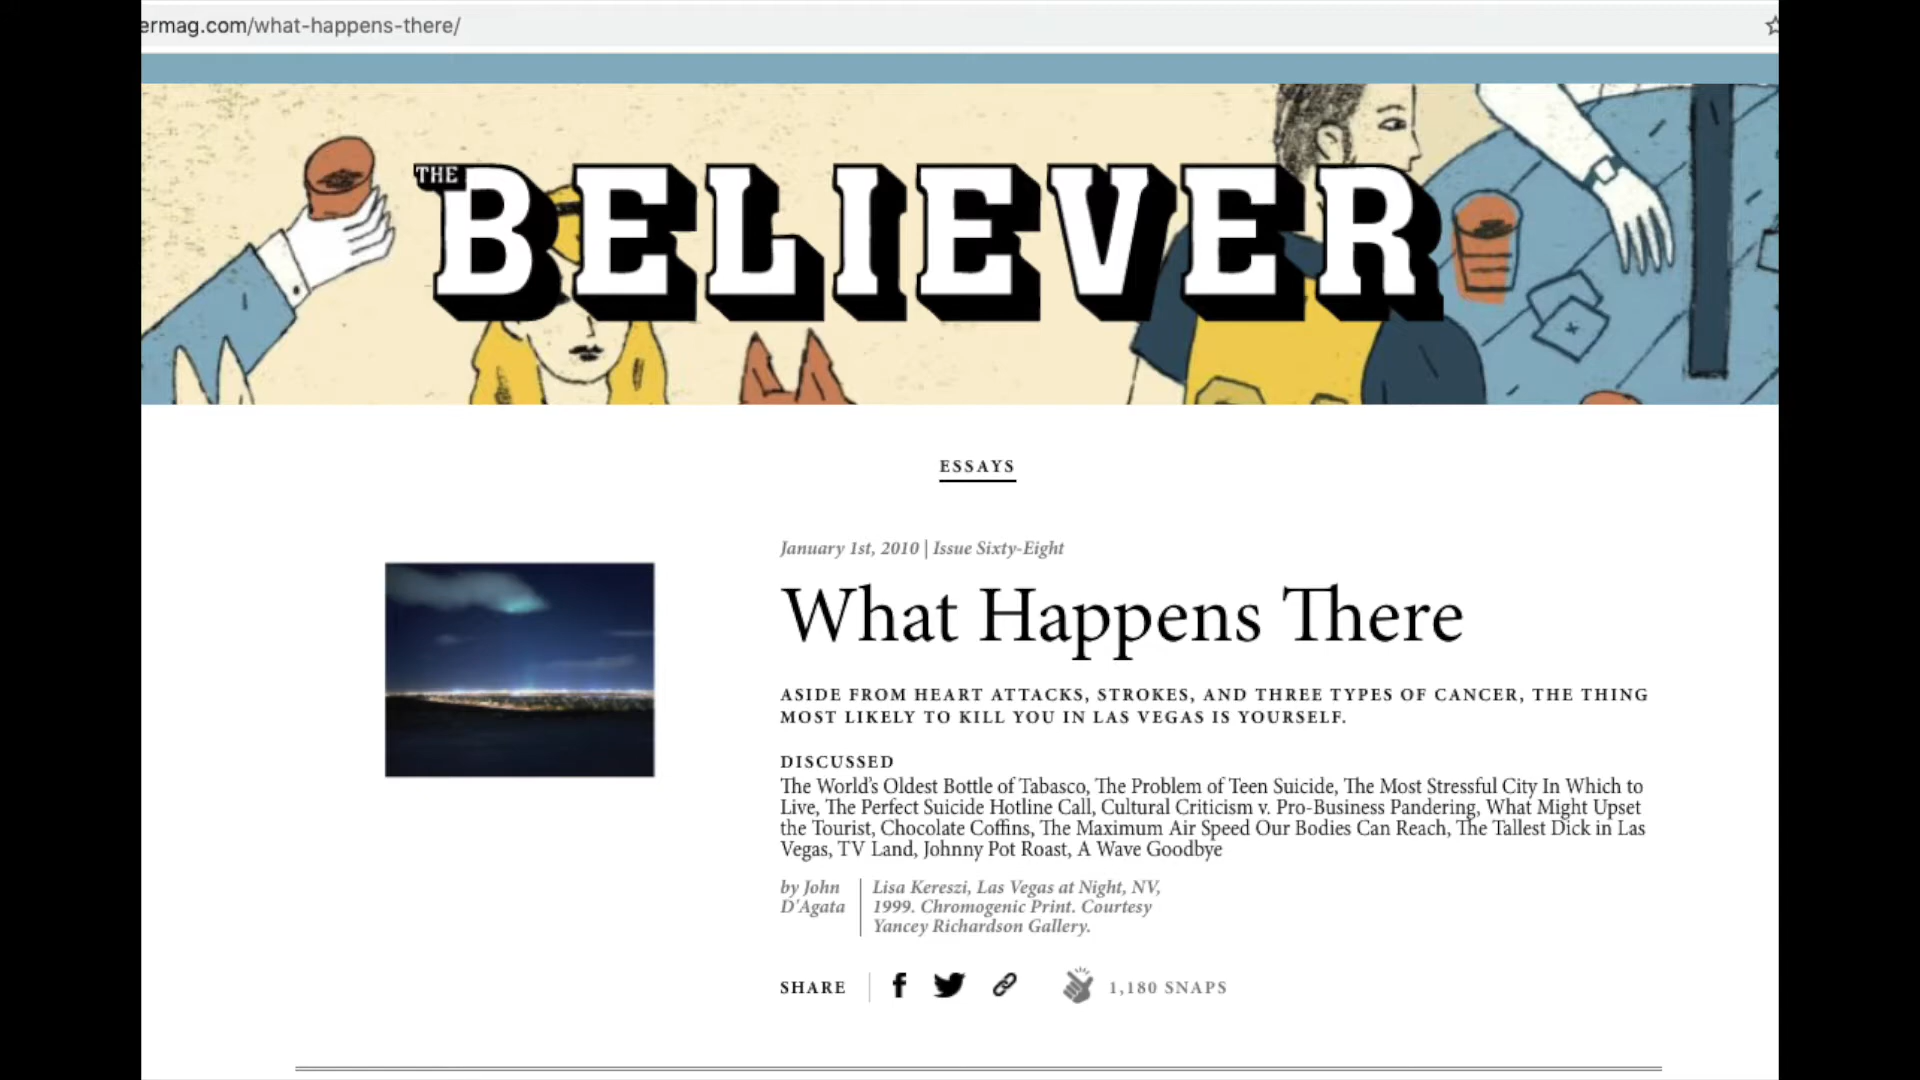 ermag.com/what-happens-there/
THE
BELIEVER
ESSAYS
January 1st, 2010 | Issue Sixty-Eight
What Happens There
ASIDE FROM HEART ATTACKS, STROKES, AND THREE TYPES OF CANCER, THE THING
MOST LIKELY TO KILL YOU IN LAS VEGAS IS YOURSELF.
DISCUSSED
The World's Oldest Bottle of Tabasco, The Problem of Teen Suicide, The Most Stressful City In Which to
Live, The Perfect Suicide Hotline Call, Cultural Criticism v. Pro-Business Pandering, What Might Upset
the Tourist, Chocolate Coffins, The Maximum Air Speed Our Bodies Can Reach, The Tallest Dick in Las
Vegas, TV Land, Johnny Pot Roast, A Wave Goodbye
by John
D'Agata
Lisa Kereszi, Las Vegas at Night, NV,
1999. Chromogenic Print. Courtesy
Yancey Richardson Gallery.
SHARE
1,180 SNAPS